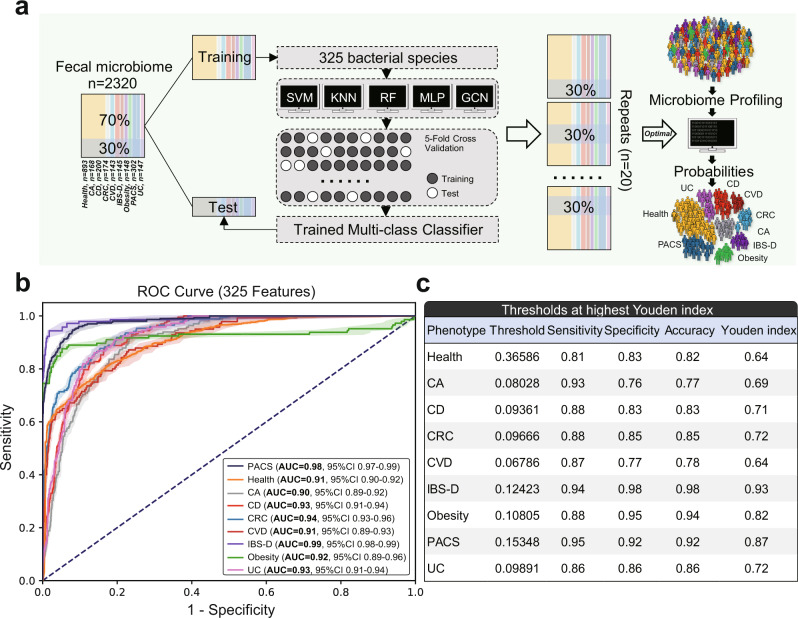 a
Fecal microbiome
n=2320
70%
30%
Health, n=893
CA, n=168
CD, n=200
CRC, n=174
CVD, n=143
IBS-D, n=145
Obesity, n=148
PACS, n=302
UC, n=147
Training
Test
325 bacterial species
SVM KNN RF MLP GCN
5-Fold Cross
Validation
Training
Test
Trained Multi-class Classifier
30%
30%
30%
Repeats (n=20)
Optimal
Microbiome Profiling
Probabilities
UC
CD
CVD
Health
CRC
CA
PACS
IBS-D
Obesity
b
ROC Curve (325 Features)
Sensitivity
1.0
0.8
0.6
0.4
0.2
0.0
0.0 0.2 0.4 0.6 0.8 1.0
1 - Specificity
PACS (AUC=0.98, 95%CI 0.97-0.99)
Health (AUC=0.91, 95%CI 0.90-0.92)
CA (AUC=0.90, 95%CI 0.89-0.92)
CD (AUC=0.93, 95%CI 0.91-0.94)
CRC (AUC=0.94, 95%CI 0.93-0.96)
CVD (AUC=0.91, 95%CI 0.89-0.93)
IBS-D (AUC=0.99, 95%CI 0.98-0.99)
Obesity (AUC=0.92, 95%CI 0.89-0.96)
UC (AUC=0.93, 95%CI 0.91-0.94)
c
Thresholds at highest Youden index
Phenotype Threshold Sensitivity Specificity Accuracy Youden index
Health 0.36586 0.81 0.83 0.82 0.64
CA 0.08028 0.93 0.76 0.77 0.69
CD 0.09361 0.88 0.83 0.83 0.71
CRC 0.09666 0.88 0.85 0.85 0.72
CVD 0.06786 0.87 0.77 0.78 0.64
IBS-D 0.12423 0.94 0.98 0.98 0.93
Obesity 0.10805 0.88 0.95 0.94 0.82
PACS 0.15348 0.95 0.92 0.92 0.87
UC 0.09891 0.86 0.86 0.86 0.72